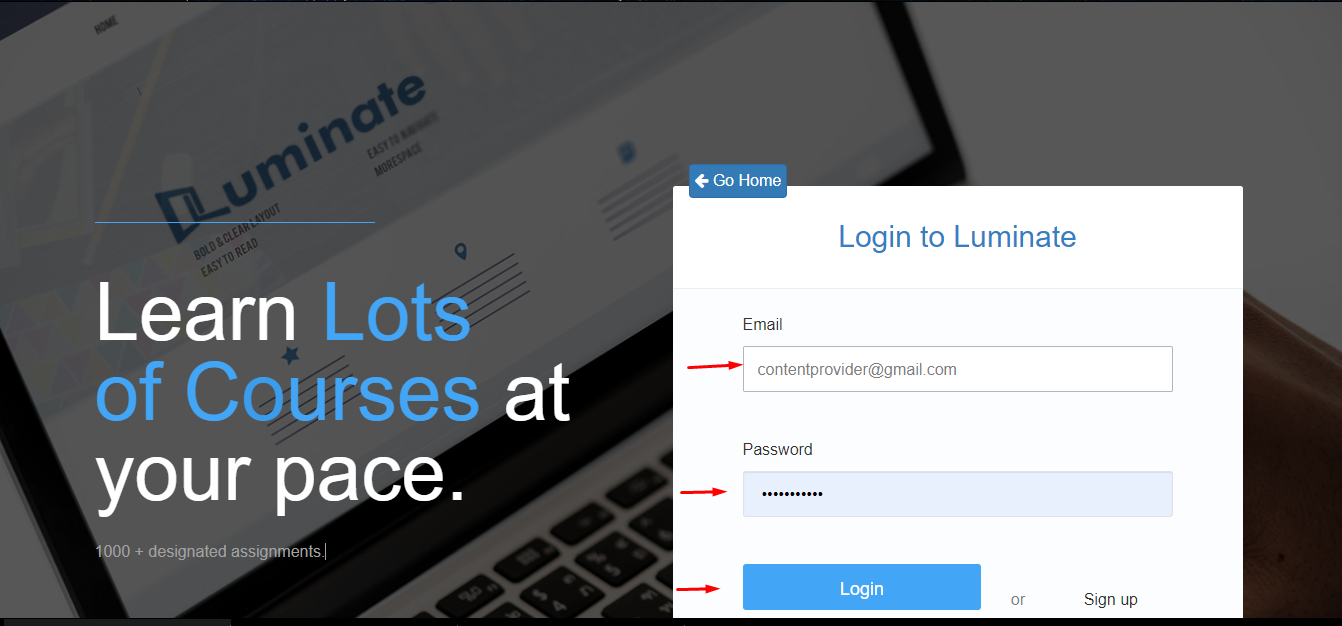 HOME
Luminate
EASY TO NAVIGATE
MORESPACE
BOLD & CLEAR LAYOUT
EASY TO READ
Learn Lots
of Courses at
your pace.
1000 + designated assignments.
Go Home
Login to Luminate
Email
contentprovider@gmail.com
Password
•••••••••••
Login
or
Sign up